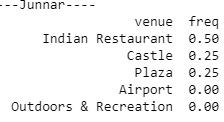 ---Junnar----
venue freq
Indian Restaurant 0.50
Castle 0.25
Plaza 0.25
Airport 0.00
Outdoors & Recreation 0.00